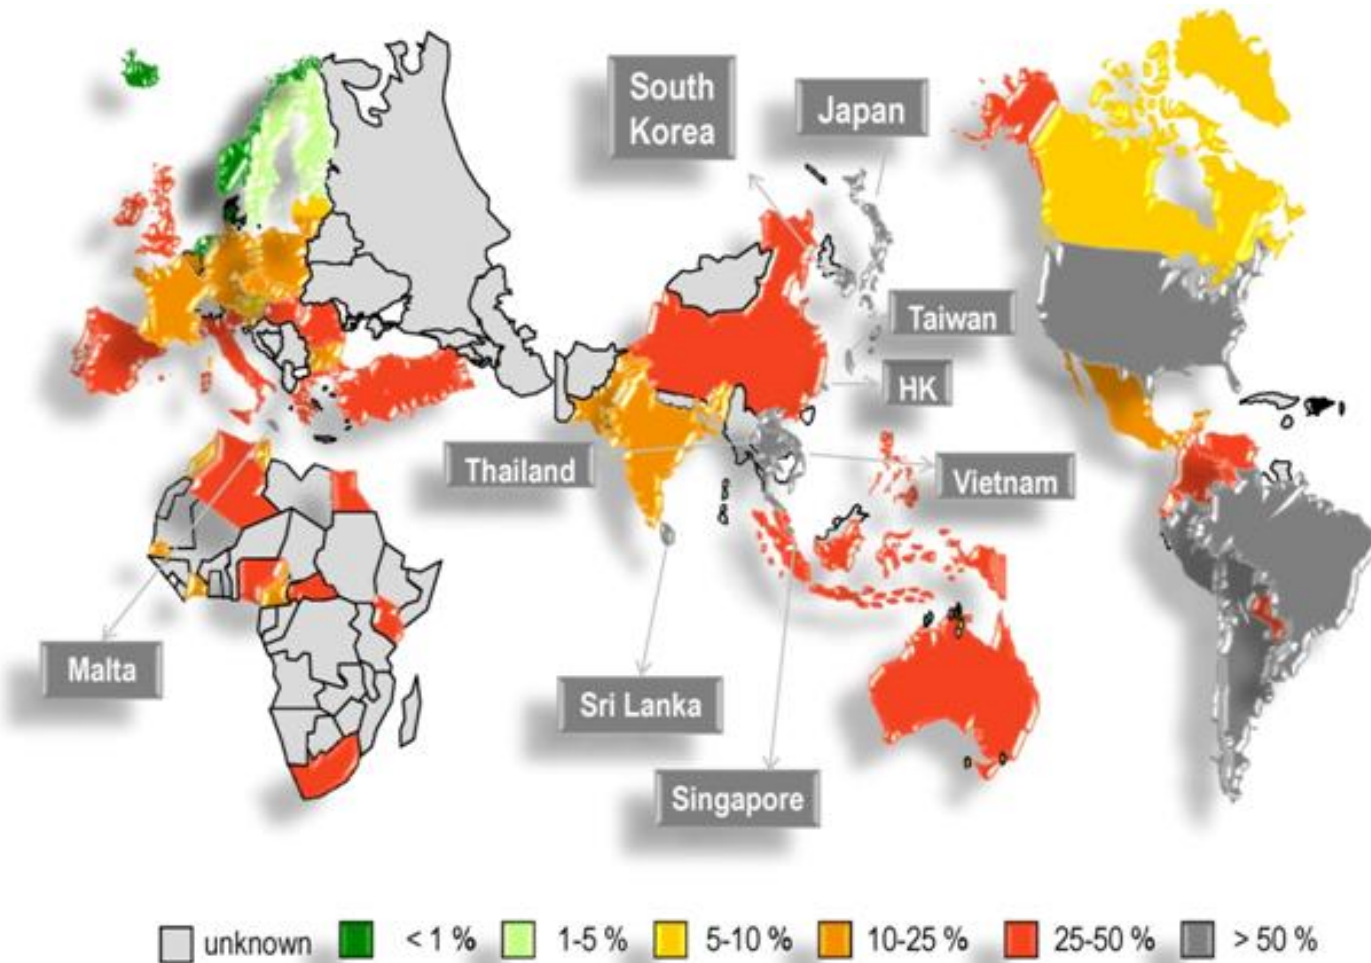 South
Korea
Japan
Taiwan
HK
Thailand
Vietnam
Malta
Sri Lanka
Singapore
unknown
< 1 %
1-5 %
5-10 %
10-25 %
25-50 %
> 50 %